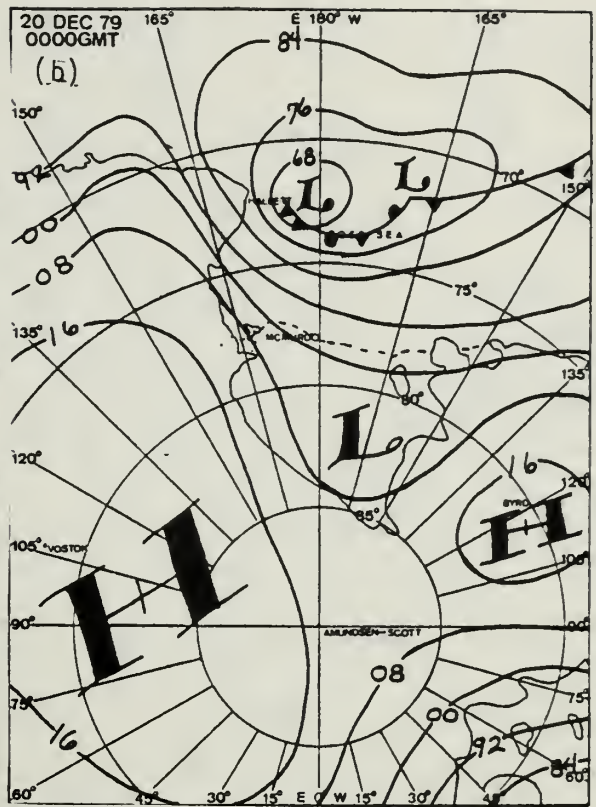 20 DEC 79
0000GMT
(b)
165° E 180° W 165°
84
150°
76
92
68
L
L
70°
150°
HALLETT
ROSS SEA
00
-08
75°
135°
16
MCMURDO
135°
80°
L
120°
16
120°
85°
BYRD
H
105°
VOSTOK
105°
H
90°
AMUNDSEN-SCOTT
90°
75°
08
75°
16
00
92
84
60°
60°
45° 30° 15° E 0° W 15° 30° 45°